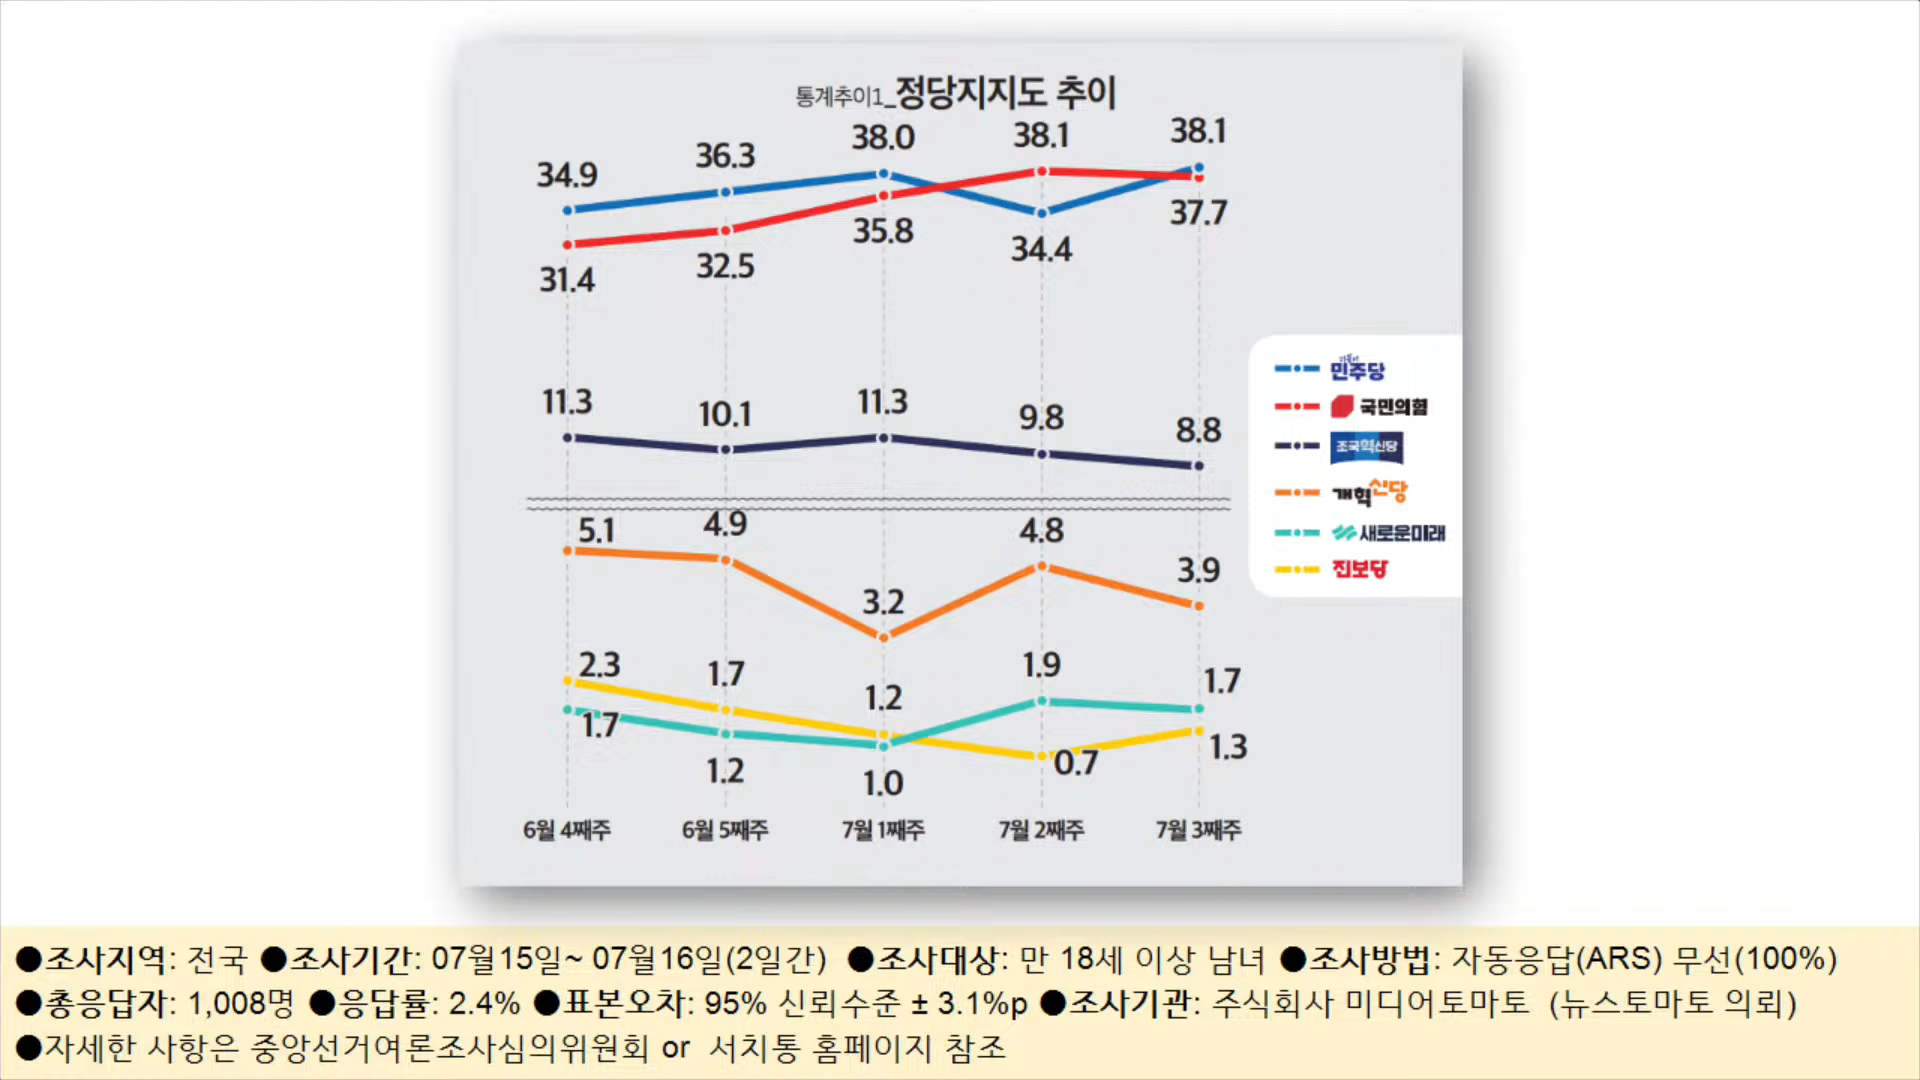 통계추이1_정당지지도 추이
34.9 36.3 38.0 38.1 38.1
31.4 32.5 35.8 34.4 37.7
11.3 10.1 11.3 9.8 8.8
5.1 4.9 3.2 4.8 3.9
2.3 1.7 1.2 1.9 1.7
1.7 1.2 1.0 0.7 1.3
6월 4째주 6월 5째주 7월 1째주 7월 2째주 7월 3째주
더불어
민주당
국민의힘
조국혁신당
개혁신당
새로운미래
진보당
●조사지역: 전국 ●조사기간: 07월15일~ 07월16일(2일간) ●조사대상: 만 18세 이상 남녀 ●조사방법: 자동응답(ARS) 무선(100%)
●총응답자: 1,008명 ●응답률: 2.4% ●표본오차: 95% 신뢰수준 ± 3.1%p ●조사기관: 주식회사 미디어토마토 (뉴스토마토 의뢰)
●자세한 사항은 중앙선거여론조사심의위원회 or 서치통 홈페이지 참조